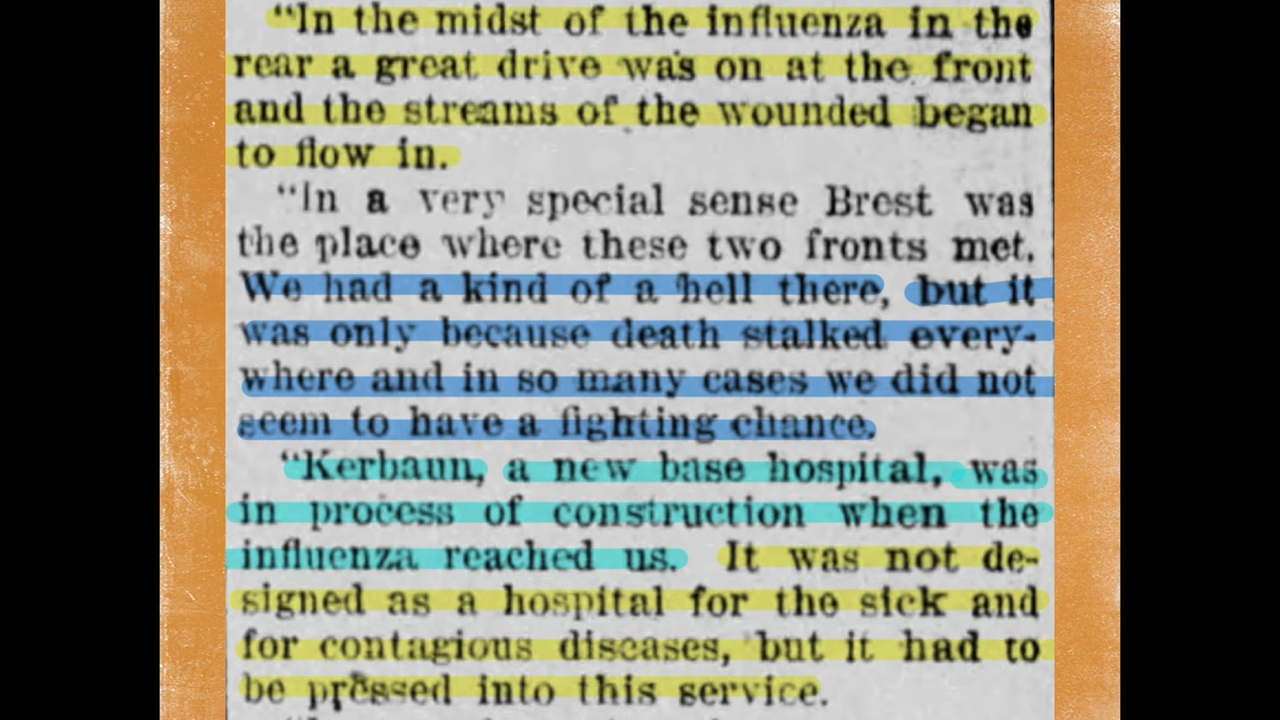 "In the midst of the influenza in the
rear a great drive was on at the front
and the streams of the wounded began
to flow in.
"In a very special sense Brest was
the place where these two fronts met.
We had a kind of a hell there, but it
was only because death stalked every-
where and in so many cases we did not
seem to have a fighting chance.
"Kerbaun, a new base hospital, was
in process of construction when the
influenza reached us. It was not de-
signed as a hospital for the sick and
for contagious diseases, but it had to
be pressed into this service.